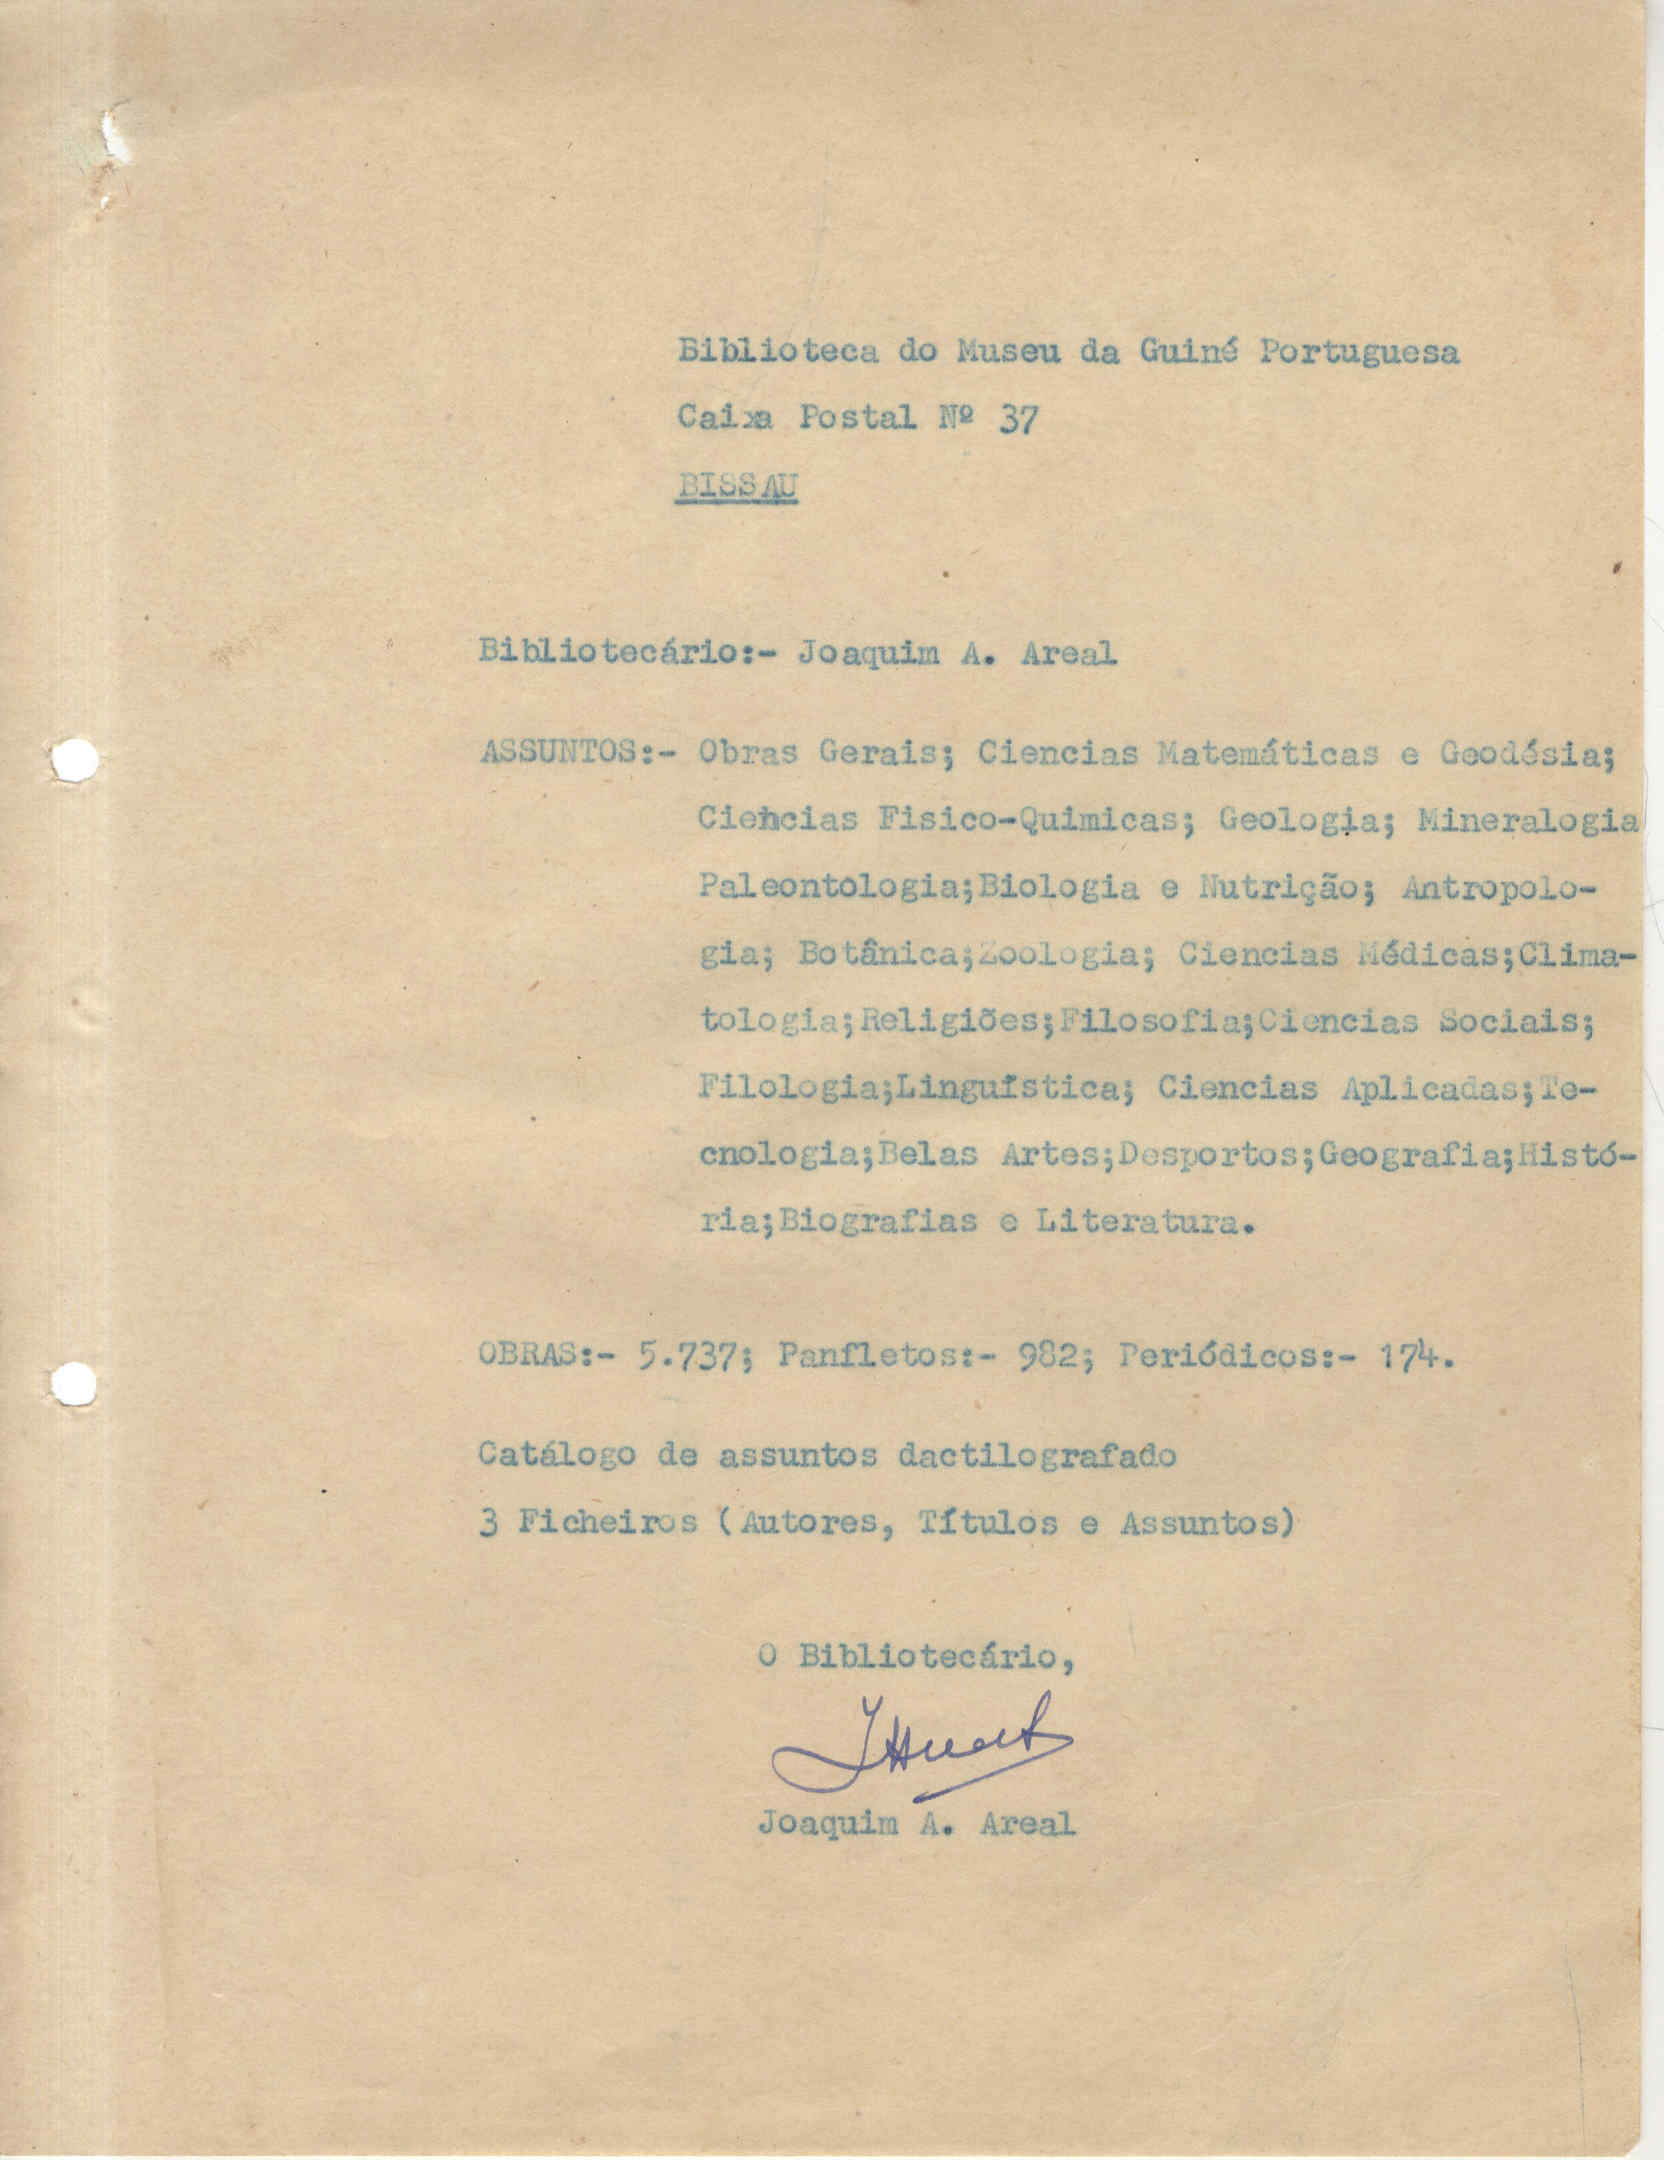 Biblioteca do Museu da Guiné Portuguesa
Caixa Postal Nº 37
BISSAU
Bibliotecário:- Joaquim A. Areal
ASSUNTOS:- Obras Gerais; Ciencias Matemáticas e Geodésia;
Ciencias Fisico-Quimicas; Geologia; Mineralogia
Paleontologia;Biologia e Nutrição; Antropolo-
gia; Botânica;Zoologia; Ciencias Médicas;Clima-
tologia;Religiões;Filosofia;Ciencias Sociais;
Filologia;Linguística; Ciencias Aplicadas;Te-
cnologia;Belas Artes;Desportos;Geografia;Histó-
ria;Biografias e Literatura.
OBRAS:- 5.737; Panfletos:- 982; Periódicos:- 174.
Catálogo de assuntos dactilografado
3 Ficheiros (Autores, Títulos e Assuntos)
O Bibliotecário,
Joaquim A. Areal